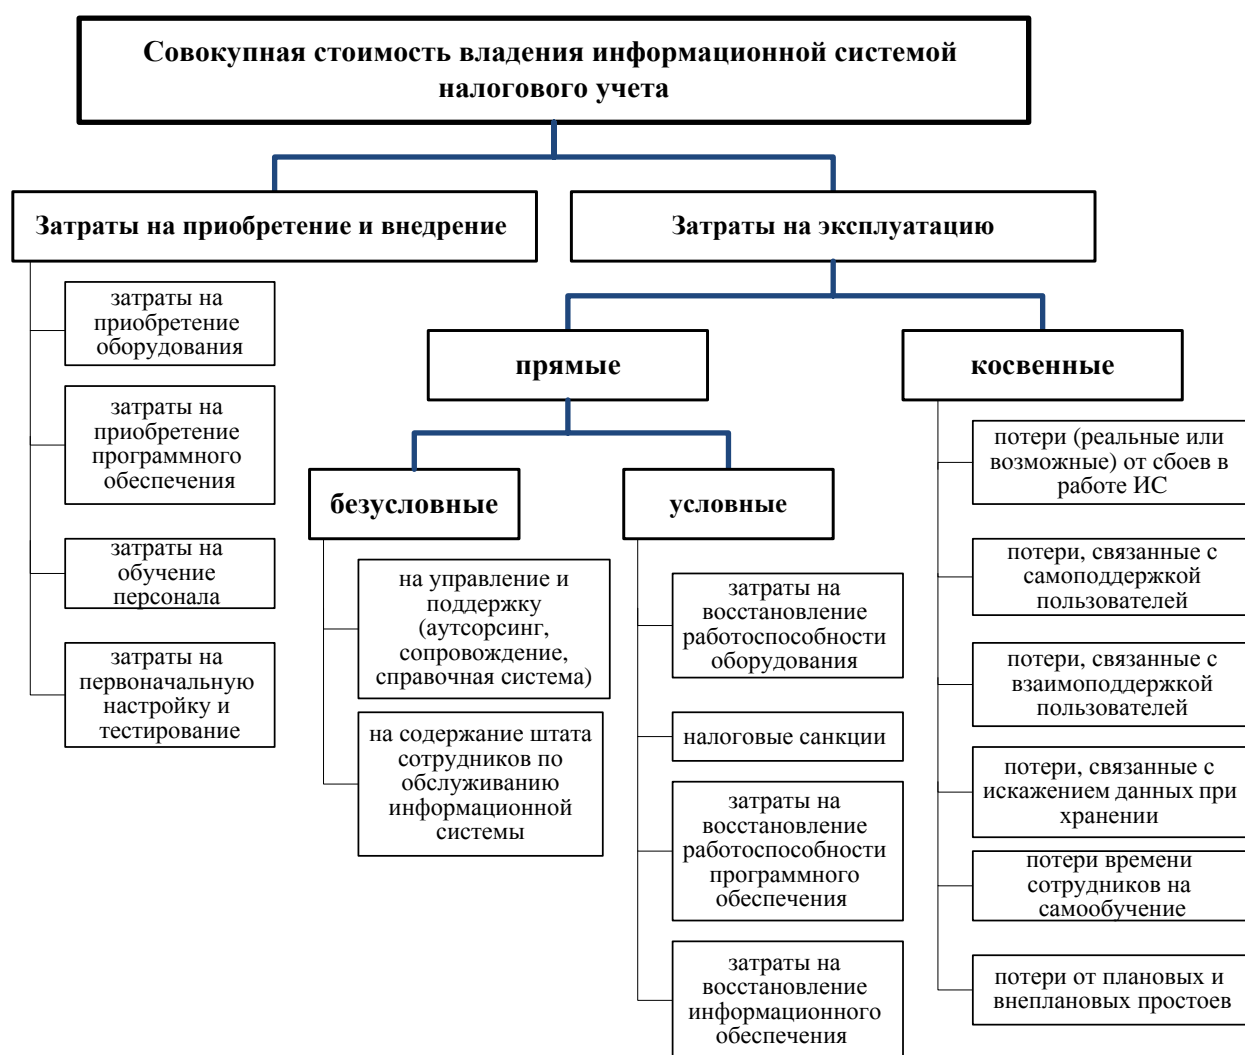 Совокупная стоимость владения информационной системой
налогового учета
Затраты на приобретение и внедрение
затраты на
приобретение
оборудования
затраты на
приобретение
программного
обеспечения
затраты на
обучение
персонала
затраты на
первоначальную
настройку и
тестирование
Затраты на эксплуатацию
прямые
безусловные
на управление и
поддержку
(аутсорсинг,
сопровождение,
справочная система)
на содержание штата
сотрудников по
обслуживанию
информационной
системы
условные
затраты на
восстановление
работоспособности
оборудования
налоговые санкции
затраты на
восстановление
работоспособности
программного
обеспечения
затраты на
восстановление
информационного
обеспечения
косвенные
потери (реальные или
возможные) от сбоев в
работе ИС
потери, связанные с
самоподдержкой
пользователей
потери, связанные с
взаимоподдержкой
пользователей
потери, связанные с
искажением данных при
хранении
потери времени
сотрудников на
самообучение
потери от плановых и
внеплановых простоев